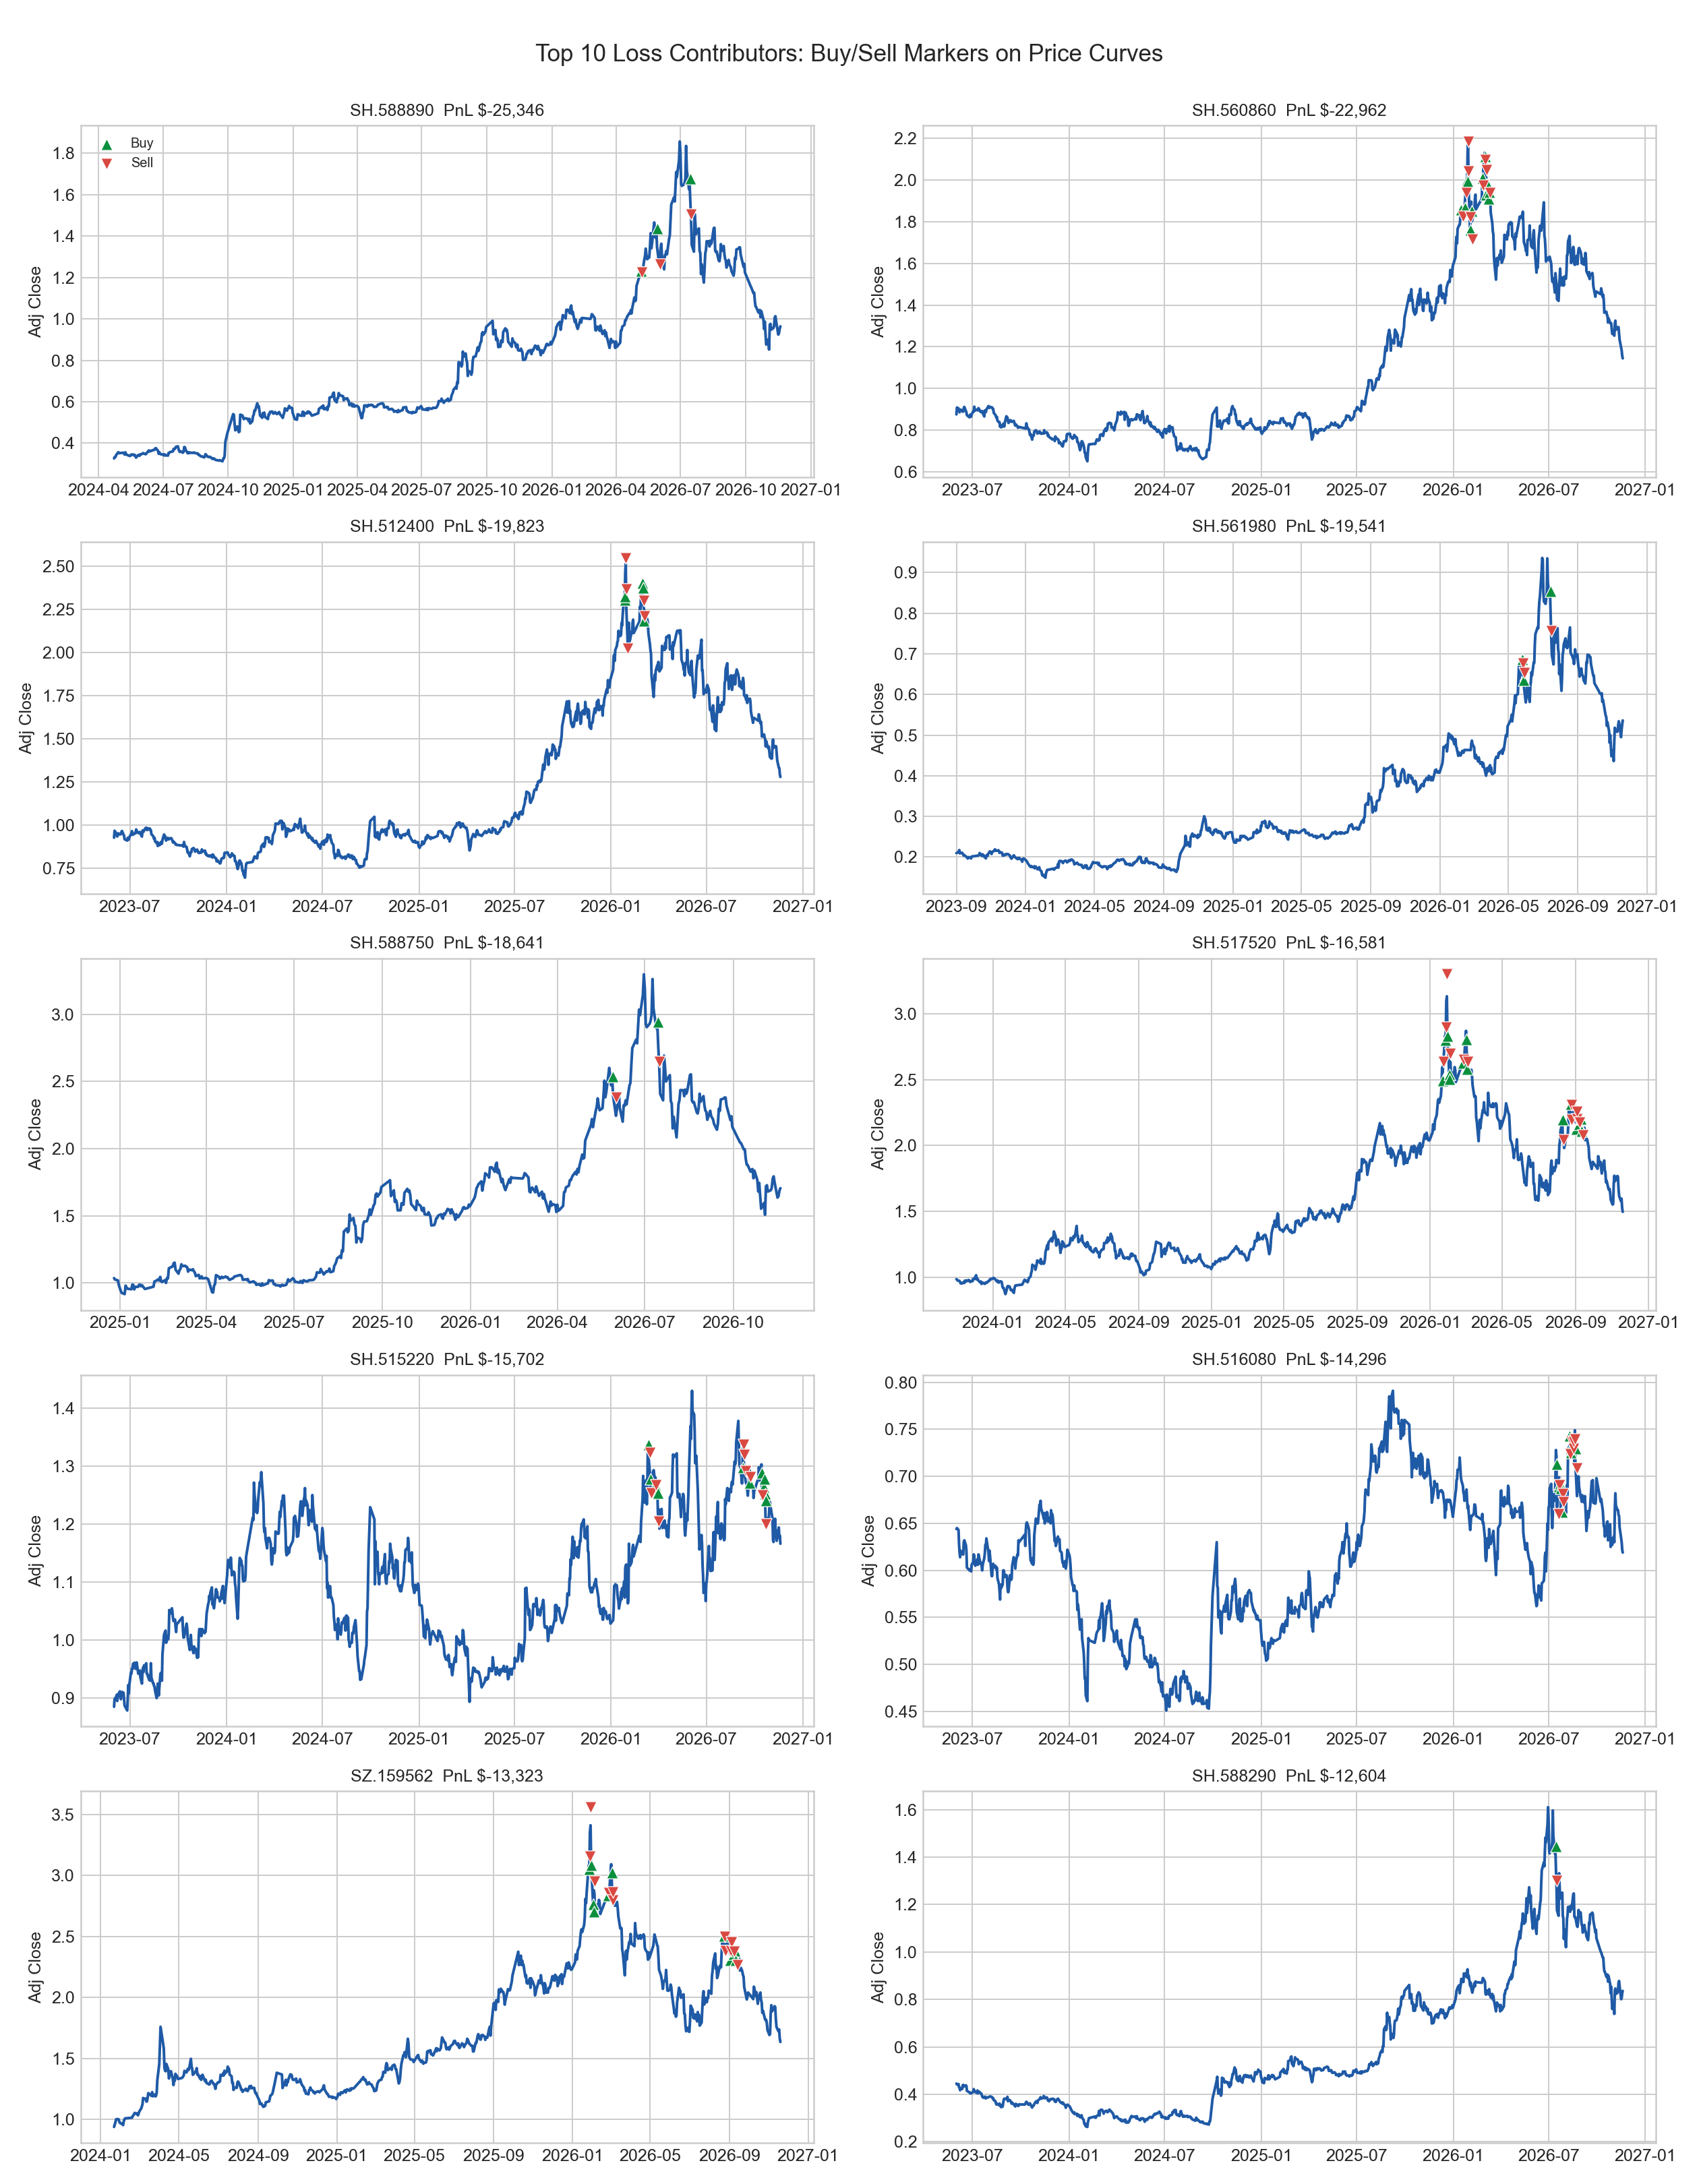 Top 10 Loss Contributors: Buy/Sell Markers on Price Curves
SH.588890  PnL $-25,346
Adj Close
1.8
1.6
1.4
1.2
1.0
0.8
0.6
0.4
Buy
Sell
2024-04 2024-07 2024-10 2025-01 2025-04 2025-07 2025-10 2026-01 2026-04 2026-07 2026-10 2027-01
SH.560860  PnL $-22,962
Adj Close
2.2
2.0
1.8
1.6
1.4
1.2
1.0
0.8
0.6
2023-07 2024-01 2024-07 2025-01 2025-07 2026-01 2026-07 2027-01
SH.512400  PnL $-19,823
Adj Close
2.50
2.25
2.00
1.75
1.50
1.25
1.00
0.75
2023-07 2024-01 2024-07 2025-01 2025-07 2026-01 2026-07 2027-01
SH.561980  PnL $-19,541
Adj Close
0.9
0.8
0.7
0.6
0.5
0.4
0.3
0.2
2023-09 2024-01 2024-05 2024-09 2025-01 2025-05 2025-09 2026-01 2026-05 2026-09 2027-01
SH.588750  PnL $-18,641
Adj Close
3.0
2.5
2.0
1.5
1.0
2025-01 2025-04 2025-07 2025-10 2026-01 2026-04 2026-07 2026-10
SH.517520  PnL $-16,581
Adj Close
3.0
2.5
2.0
1.5
1.0
2024-01 2024-05 2024-09 2025-01 2025-05 2025-09 2026-01 2026-05 2026-09 2027-01
SH.515220  PnL $-15,702
Adj Close
1.4
1.3
1.2
1.1
1.0
0.9
2023-07 2024-01 2024-07 2025-01 2025-07 2026-01 2026-07 2027-01
SH.516080  PnL $-14,296
Adj Close
0.80
0.75
0.70
0.65
0.60
0.55
0.50
0.45
2023-07 2024-01 2024-07 2025-01 2025-07 2026-01 2026-07 2027-01
SZ.159562  PnL $-13,323
Adj Close
3.5
3.0
2.5
2.0
1.5
1.0
2024-01 2024-05 2024-09 2025-01 2025-05 2025-09 2026-01 2026-05 2026-09 2027-01
SH.588290  PnL $-12,604
Adj Close
1.6
1.4
1.2
1.0
0.8
0.6
0.4
0.2
2023-07 2024-01 2024-07 2025-01 2025-07 2026-01 2026-07 2027-01